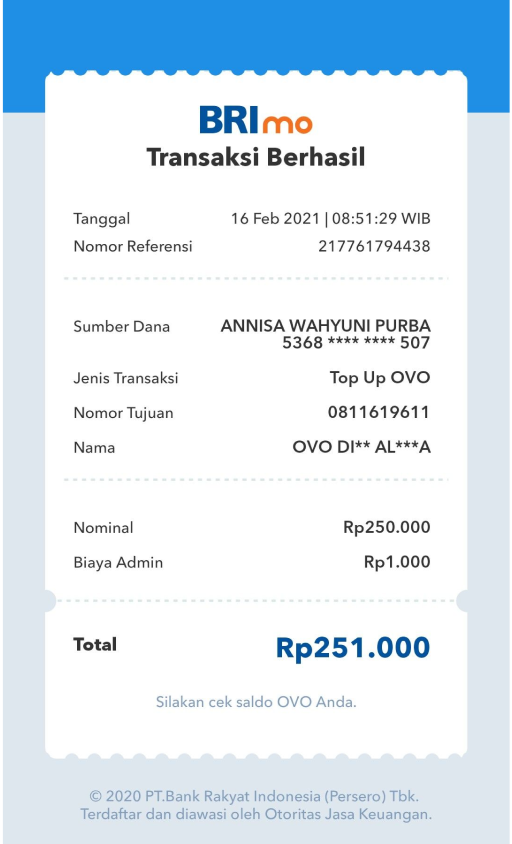 BRImo
Transaksi Berhasil
Tanggal 16 Feb 2021 | 08:51:29 WIB
Nomor Referensi 217761794438
Sumber Dana ANNISA WAHYUNI PURBA
5368 **** **** 507
Jenis Transaksi Top Up OVO
Nomor Tujuan 0811619611
Nama OVO DI** AL***A
Nominal Rp250.000
Biaya Admin Rp1.000
Total Rp251.000
Silakan cek saldo OVO Anda.
© 2020 PT.Bank Rakyat Indonesia (Persero) Tbk.
Terdaftar dan diawasi oleh Otoritas Jasa Keuangan.